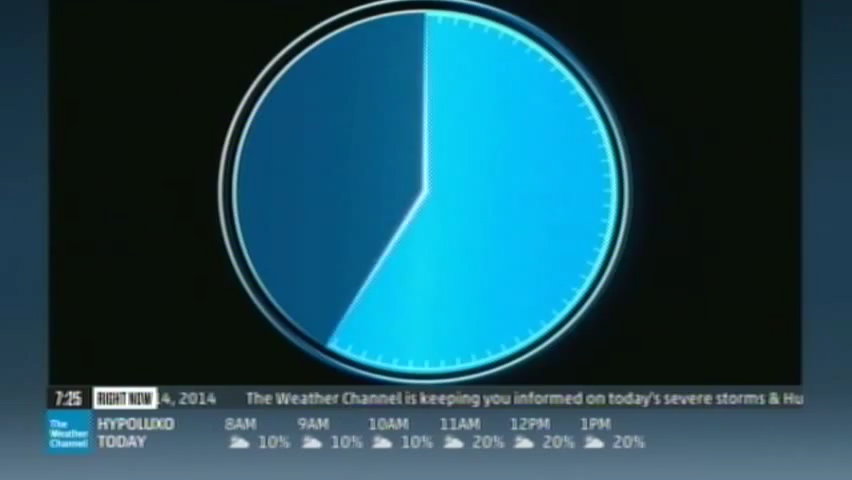 7:25 RIGHT NOW 4, 2014 The Weather Channel is keeping you informed on today's severe storms & Hu
The
Weather
Channel
HYPOLUXO 8AM 9AM 10AM 11AM 12PM 1PM
TODAY 10% 10% 10% 20% 20% 20%